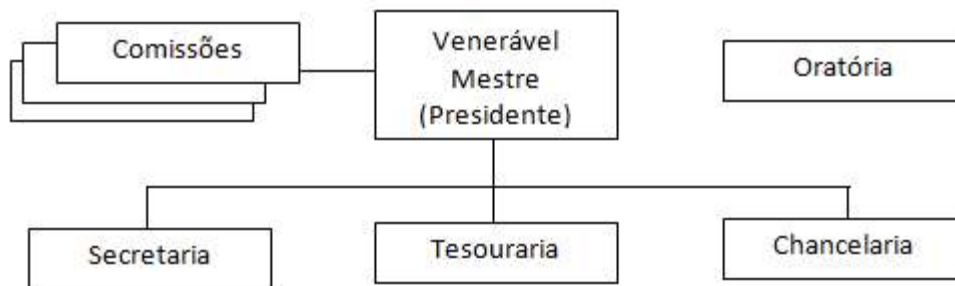 Comissões
Venerável
Mestre
(Presidente)
Oratória
Secretaria
Tesouraria
Chancelaria